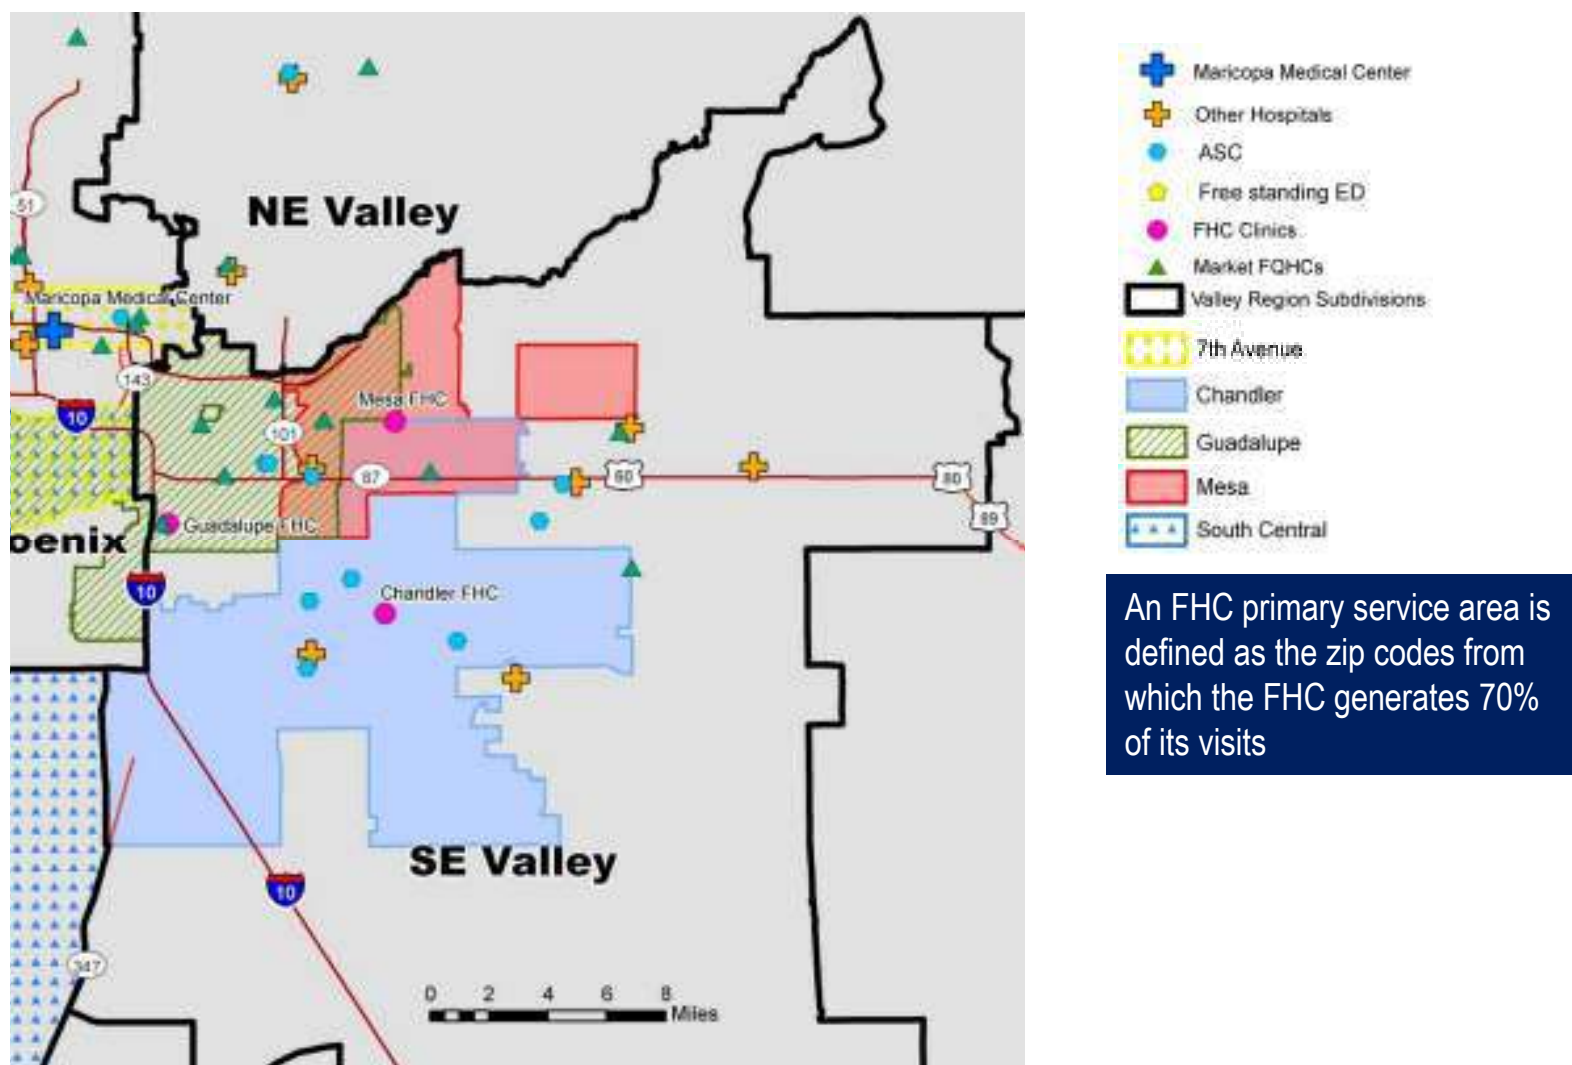 NE Valley
51
Maricopa Medical Center
143
10
Mesa FHC
101
87
60
80
89
Guadalupe FHC
oenix
10
Chandler FHC
SE Valley
10
347
0 2 4 6 8
Miles
Maricopa Medical Center
Other Hospitals
ASC
Free standing ED
FHC Clinics
Market FQHCs
Valley Region Subdivisions
7th Avenue
Chandler
Guadalupe
Mesa
South Central
An FHC primary service area is
defined as the zip codes from
which the FHC generates 70%
of its visits